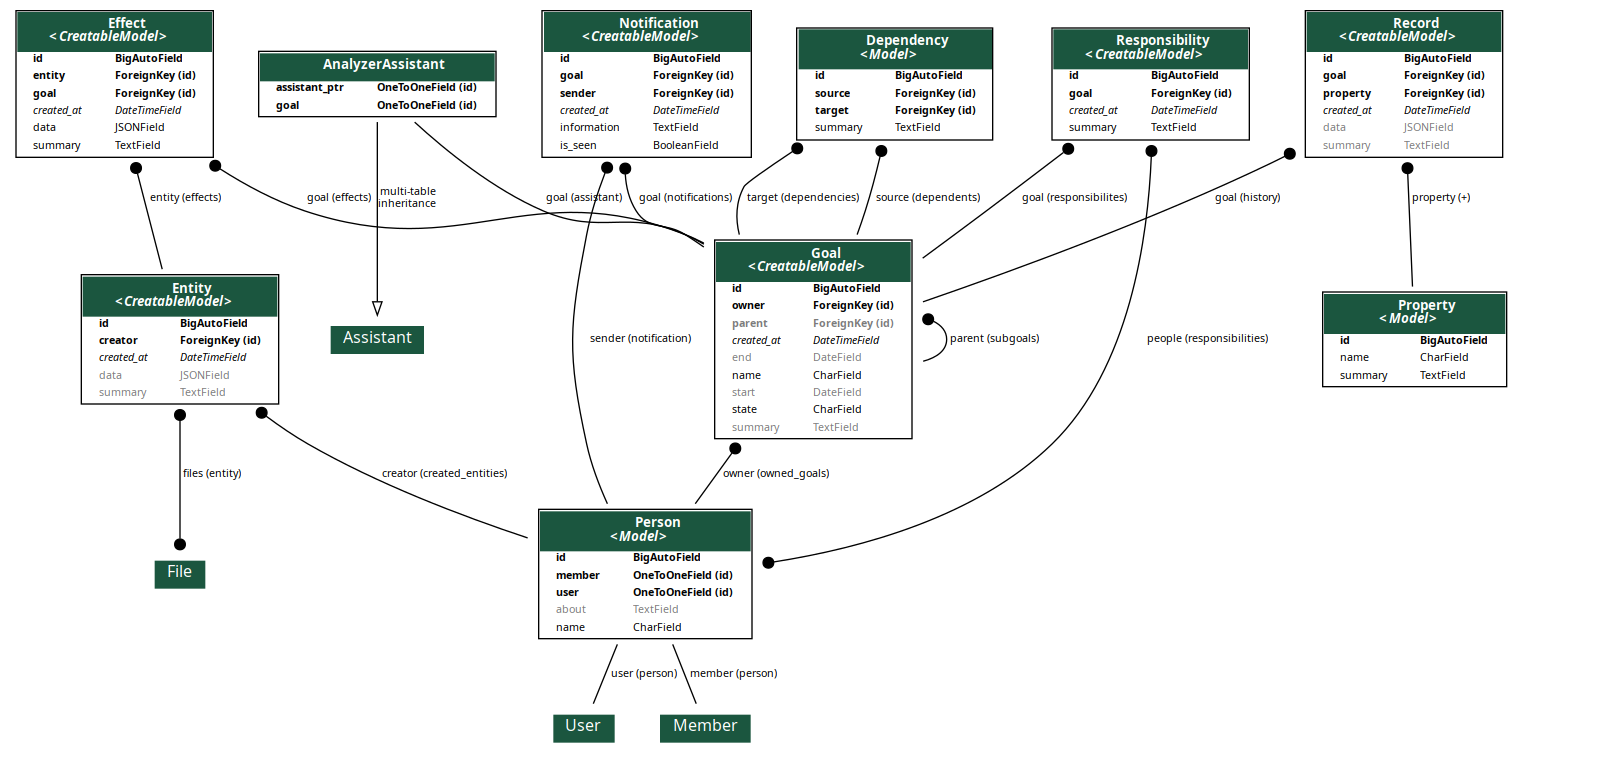 Effect
<CreatableModel>
id BigAutoField
entity ForeignKey (id)
goal ForeignKey (id)
created_at DateTimeField
data JSONField
summary TextField
AnalyzerAssistant
assistant_ptr OneToOneField (id)
goal OneToOneField (id)
Notification
<CreatableModel>
id BigAutoField
goal ForeignKey (id)
sender ForeignKey (id)
created_at DateTimeField
information TextField
is_seen BooleanField
Dependency
<Model>
id BigAutoField
source ForeignKey (id)
target ForeignKey (id)
summary TextField
Responsibility
<CreatableModel>
id BigAutoField
goal ForeignKey (id)
created_at DateTimeField
summary TextField
Record
<CreatableModel>
id BigAutoField
goal ForeignKey (id)
property ForeignKey (id)
created_at DateTimeField
data JSONField
summary TextField
entity (effects)
goal (effects)
multi-table
inheritance
goal (assistant)
goal (notifications)
target (dependencies)
source (dependents)
goal (responsibilites)
goal (history)
property (+)
Entity
<CreatableModel>
id BigAutoField
creator ForeignKey (id)
created_at DateTimeField
data JSONField
summary TextField
Assistant
sender (notification)
Goal
<CreatableModel>
id BigAutoField
owner ForeignKey (id)
parent ForeignKey (id)
created_at DateTimeField
end DateField
name CharField
start DateField
state CharField
summary TextField
parent (subgoals)
people (responsibilities)
Property
<Model>
id BigAutoField
name CharField
summary TextField
files (entity)
creator (created_entities)
owner (owned_goals)
File
Person
<Model>
id BigAutoField
member OneToOneField (id)
user OneToOneField (id)
about TextField
name CharField
user (person)
member (person)
User
Member